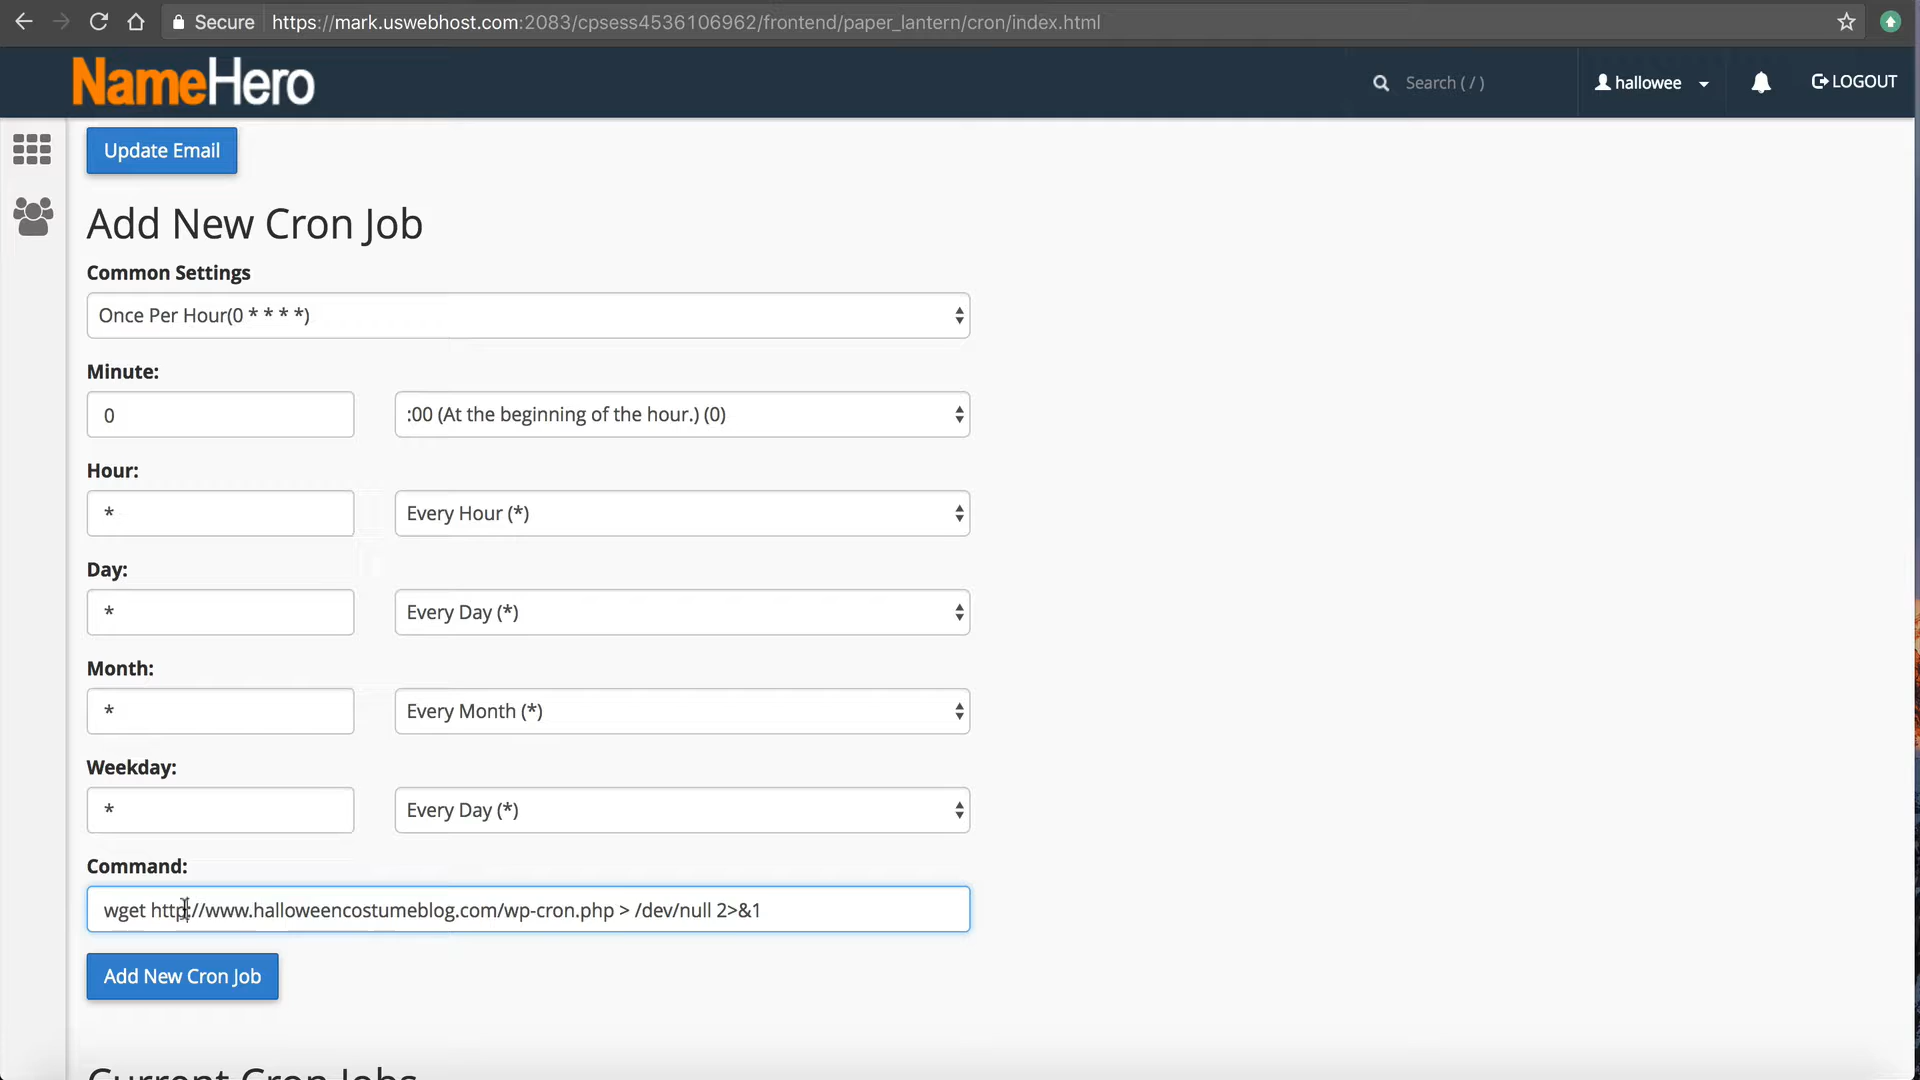 Secure https://mark.uswebhost.com:2083/cpsess4536106962/frontend/paper_lantern/cron/index.html
NameHero
Search ( / )
hallowee
LOGOUT
Update Email
Add New Cron Job
Common Settings
Once Per Hour(0 * * * *)
Minute:
0
:00 (At the beginning of the hour.) (0)
Hour:
*
Every Hour (*)
Day:
*
Every Day (*)
Month:
*
Every Month (*)
Weekday:
*
Every Day (*)
Command:
wget http://www.halloweencostumeblog.com/wp-cron.php > /dev/null 2>&1
Add New Cron Job
Current Cron Jobs